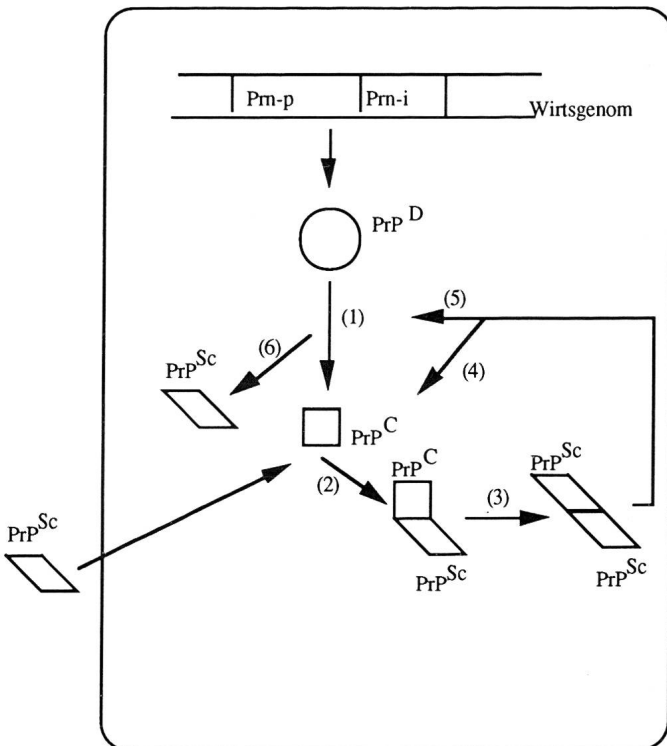 Prn-p Prn-i
Wirtsgenom
PrP D
(1)
(5)
(6)
(4)
PrP Sc
PrP C
(2)
PrP C
(3)
PrP Sc
PrP Sc
PrP Sc
PrP Sc